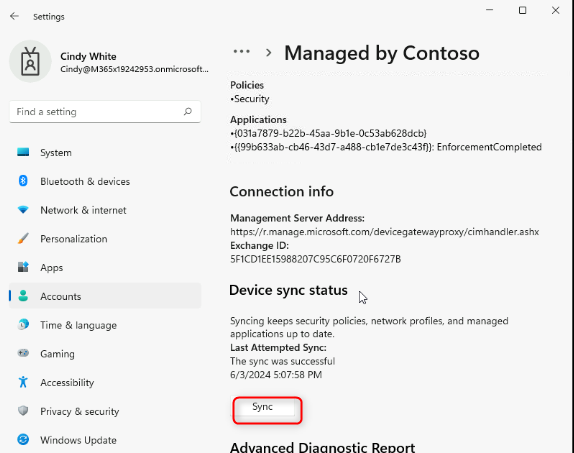 Settings
Cindy White
Cindy@M365x19242953.onmicrosoft...
Find a setting
System
Bluetooth & devices
Network & internet
Personalization
Apps
Accounts
Time & language
Gaming
Accessibility
Privacy & security
Windows Update
... > Managed by Contoso
Policies
•Security
Applications
•{031a7879-b22b-45aa-9b1e-0c53ab628dcb}
•{{99b633ab-cb46-43d7-a488-cb1e7de3c43f}}: EnforcementCompleted
Connection info
Management Server Address:
https://r.manage.microsoft.com/devicegatewayproxy/cimhandler.ashx
Exchange ID:
5F1CD1EE15988207C95C6F0720F6727B
Device sync status
Syncing keeps security policies, network profiles, and managed
applications up to date.
Last Attempted Sync:
The sync was successful
6/3/2024 5:07:58 PM
Sync
Advanced Diagnostic Report